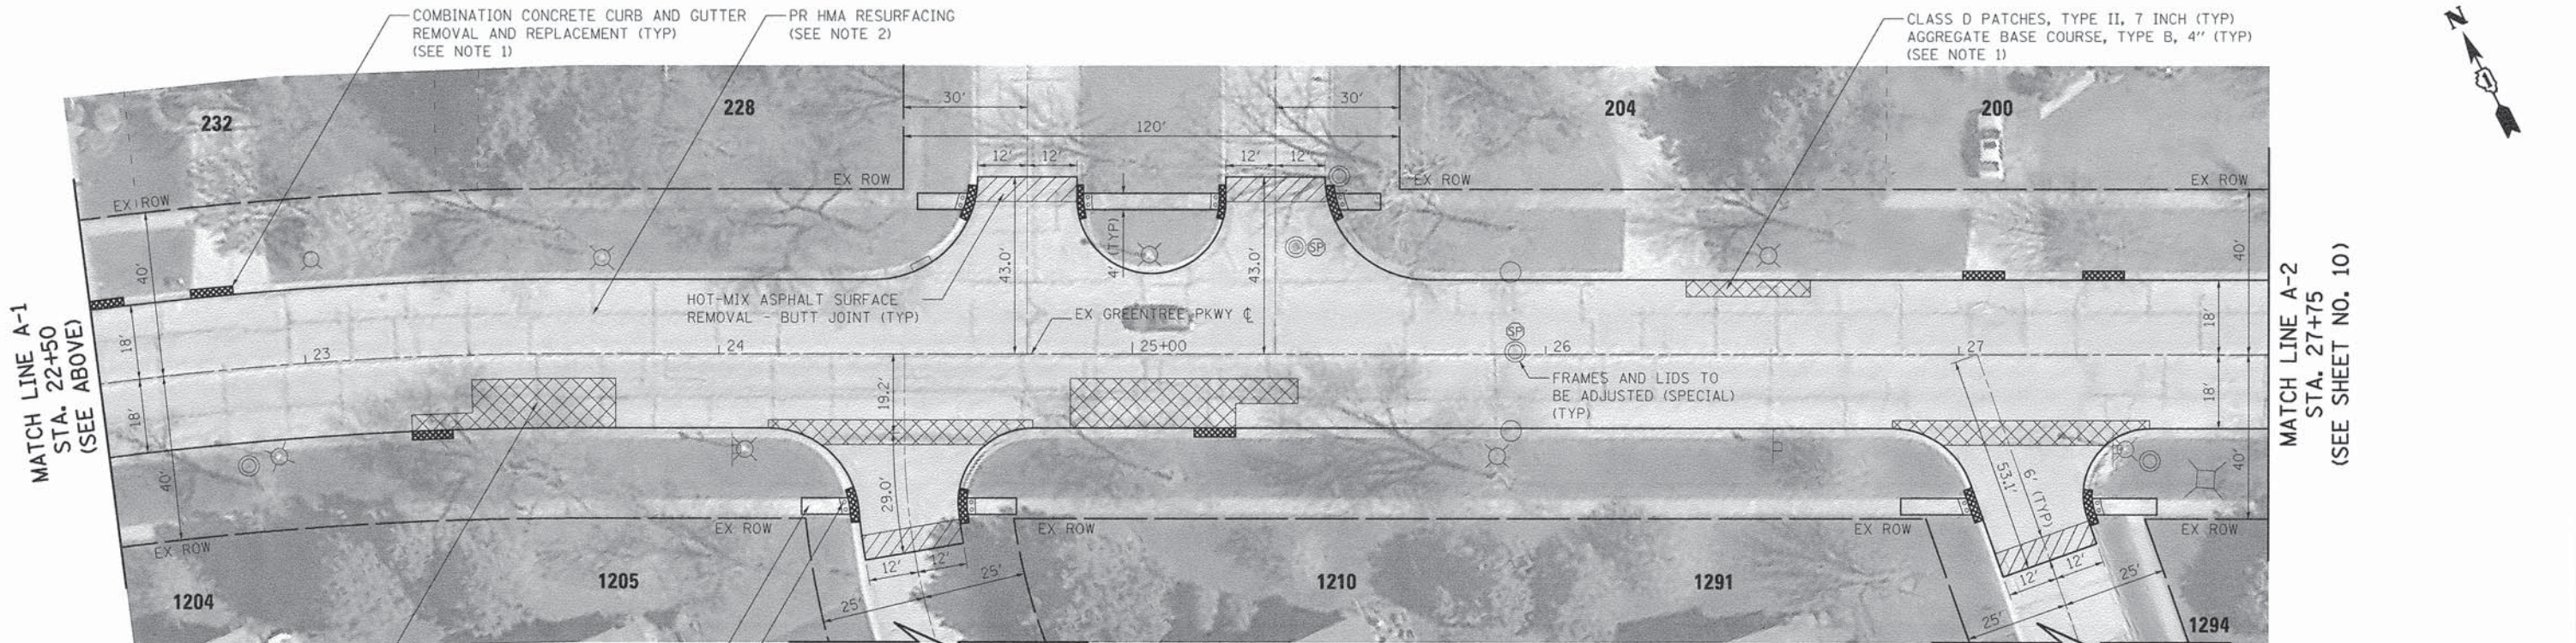 COMBINATION CONCRETE CURB AND GUTTER
REMOVAL AND REPLACEMENT (TYP)
(SEE NOTE 1)
PR HMA RESURFACING
(SEE NOTE 2)
CLASS D PATCHES, TYPE II, 7 INCH (TYP)
AGGREGATE BASE COURSE, TYPE B, 4" (TYP)
(SEE NOTE 1)
N
232
228
30'
30'
204
200
120'
12'
12'
12'
12'
EX ROW
EX ROW
EX ROW
EX ROW
40'
43.0'
4' (TYP)
43.0'
SP
40'
MATCH LINE A-1
STA. 22+50
(SEE ABOVE)
18'
18'
40'
HOT-MIX ASPHALT SURFACE
REMOVAL - BUTT JOINT (TYP)
EX GREENTREE PKWY ℄
23
24
25+00
26
27
SP
18'
18'
40'
MATCH LINE A-2
STA. 27+75
(SEE SHEET NO. 10)
FRAMES AND LIDS TO
BE ADJUSTED (SPECIAL)
(TYP)
19.2'
29.0'
53.1'
6' (TYP)
EX ROW
EX ROW
EX ROW
EX ROW
EX ROW
12'
12'
25'
25'
12'
12'
25'
25'
1204
1205
1210
1291
1294